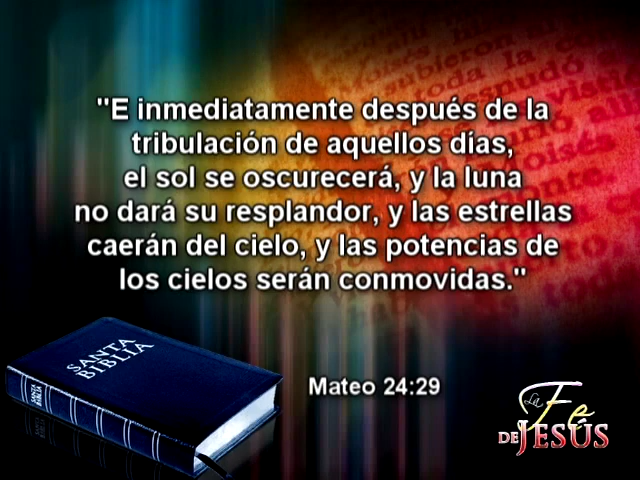 "E inmediatamente después de la
tribulación de aquellos días,
el sol se oscurecerá, y la luna
no dará su resplandor, y las estrellas
caerán del cielo, y las potencias de
los cielos serán conmovidas."
SANTA
BIBLIA
SANTA
BIBLIA
Mateo 24:29
La Fe
DE JESÚS